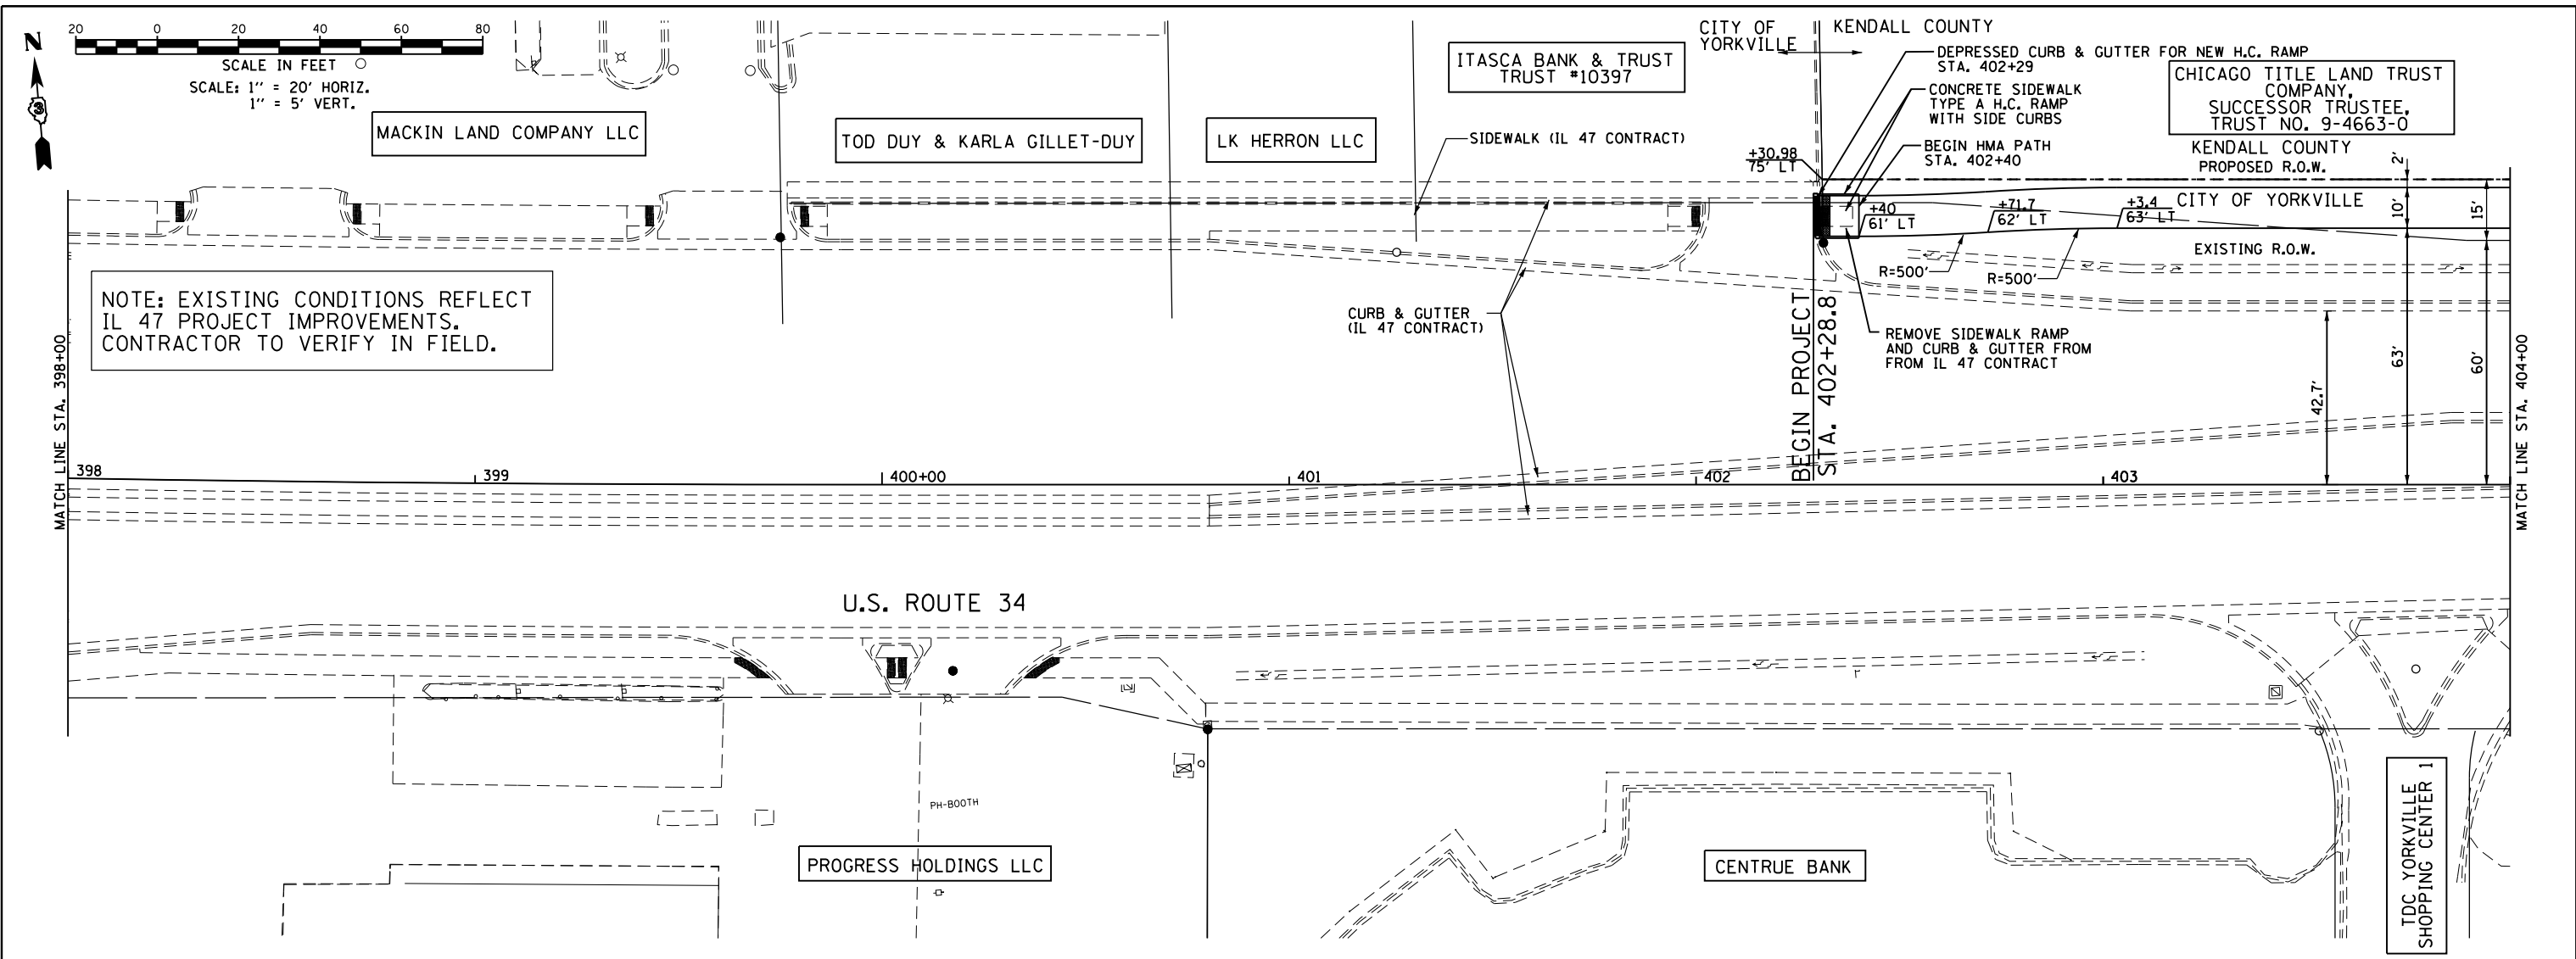 N
3
20 0 20 40 60 80
SCALE IN FEET
SCALE: 1'' = 20' HORIZ.
1'' = 5' VERT.
MACKIN LAND COMPANY LLC
TOD DUY & KARLA GILLET-DUY
LK HERRON LLC
ITASCA BANK & TRUST
TRUST #10397
SIDEWALK (IL 47 CONTRACT)
CITY OF
YORKVILLE
KENDALL COUNTY
DEPRESSED CURB & GUTTER FOR NEW H.C. RAMP
STA. 402+29
CONCRETE SIDEWALK
TYPE A H.C. RAMP
WITH SIDE CURBS
BEGIN HMA PATH
STA. 402+40
CHICAGO TITLE LAND TRUST
COMPANY,
SUCCESSOR TRUSTEE,
TRUST NO. 9-4663-0
KENDALL COUNTY
PROPOSED R.O.W.
CITY OF YORKVILLE
EXISTING R.O.W.
+30.98
75' LT
+40
61' LT
+71.7
62' LT
+3.4
63' LT
2'
10'
15'
R=500'
R=500'
NOTE: EXISTING CONDITIONS REFLECT
IL 47 PROJECT IMPROVEMENTS.
CONTRACTOR TO VERIFY IN FIELD.
CURB & GUTTER
(IL 47 CONTRACT)
BEGIN PROJECT
STA. 402+28.8
REMOVE SIDEWALK RAMP
AND CURB & GUTTER FROM
FROM IL 47 CONTRACT
42.7'
63'
60'
MATCH LINE STA. 398+00
MATCH LINE STA. 404+00
398 399 400+00 401 402 403
U.S. ROUTE 34
PH-BOOTH
PROGRESS HOLDINGS LLC
CENTRUE BANK
TDC YORKVILLE
SHOPPING CENTER 1